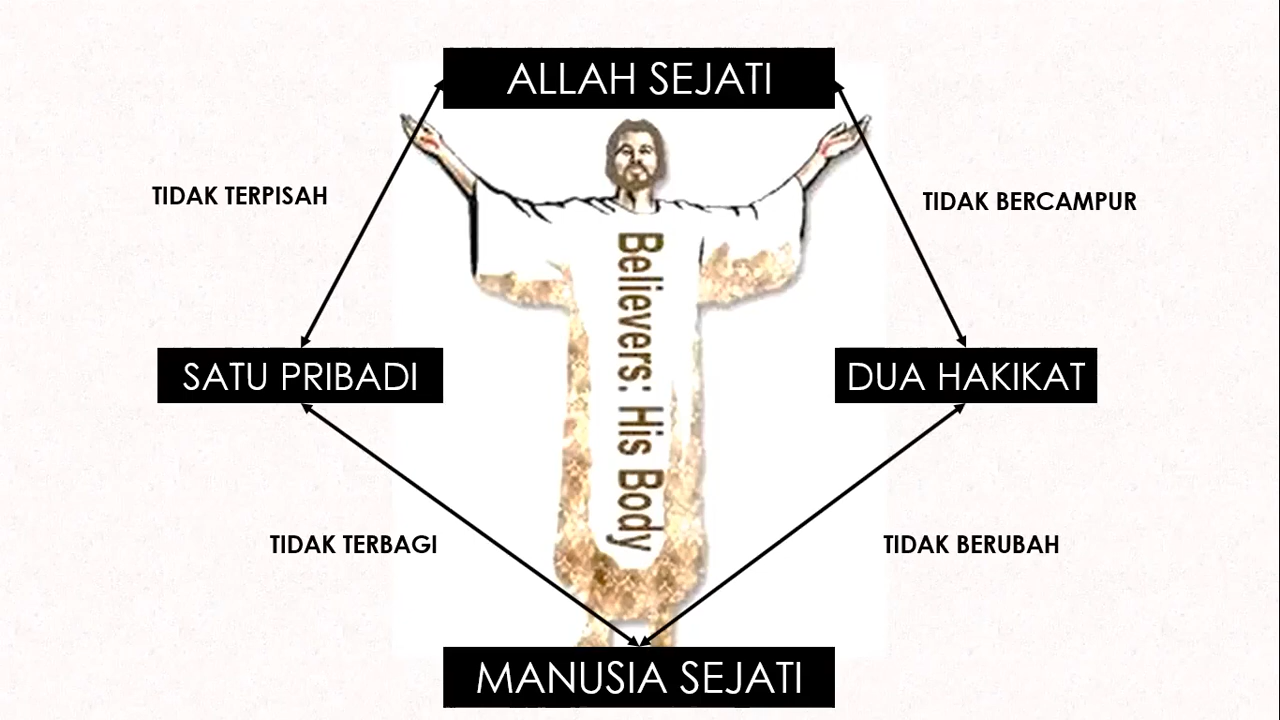 ALLAH SEJATI
TIDAK TERPISAH
TIDAK BERCAMPUR
Believers: His Body
SATU PRIBADI
DUA HAKIKAT
TIDAK TERBAGI
TIDAK BERUBAH
MANUSIA SEJATI